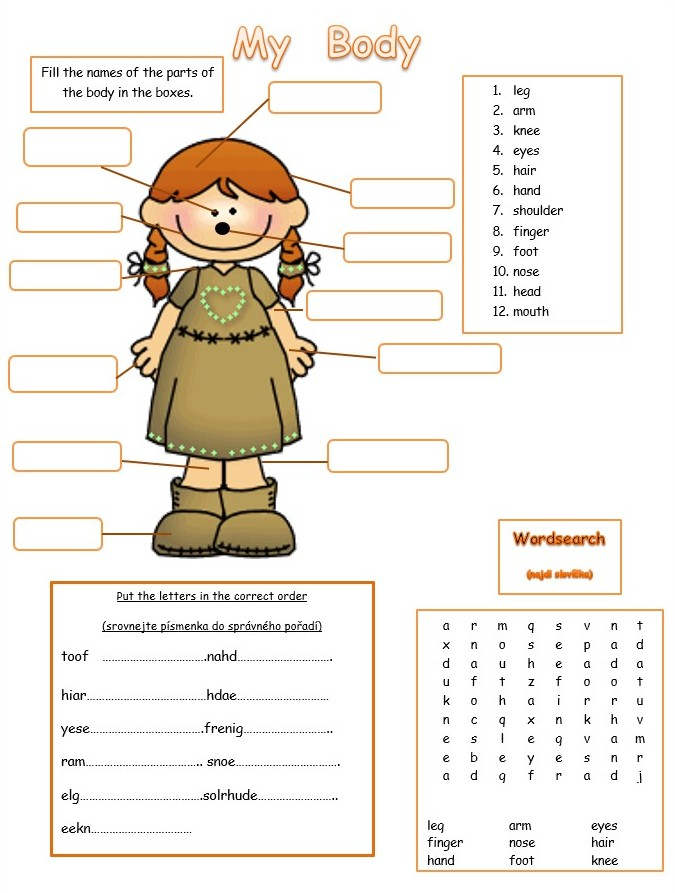 My Body
Fill the names of the parts of
the body in the boxes.
1. leg
2. arm
3. knee
4. eyes
5. hair
6. hand
7. shoulder
8. finger
9. foot
10. nose
11. head
12. mouth
Wordsearch
(najdi slovíčka)
Put the letters in the correct order
(srovnejte písmenka do správného pořadí)
toof ……………………………….nahd…………………………….
hiar…………………………………..hdae……………………………
yese………………………………….frenig…………………………..
ram………………………………….. snoe……………………………….
elg…………………………………….solrhude………………………..
eekn………………………………
a r m q s v n t
x n o s e p a d
d a u h e a d a
u f t z f o o t
k o h a i r r u
n c q x n k h v
e s l e g v a m
e b e y e s n r
a d q f r a d j
leg arm eyes
finger nose hair
hand foot knee